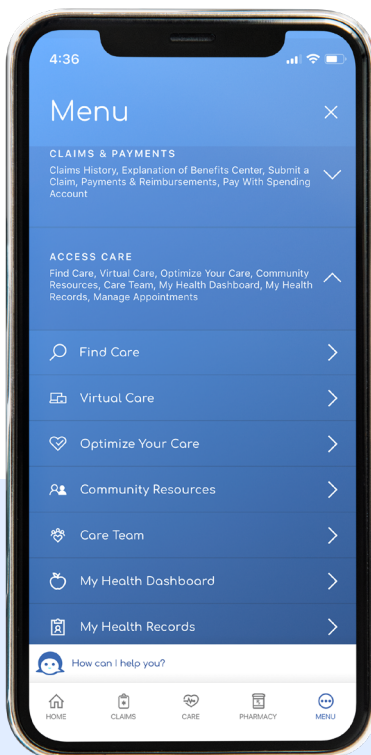 4:36
Menu
CLAIMS & PAYMENTS
Claims History, Explanation of Benefits Center, Submit a
Claim, Payments & Reimbursements, Pay With Spending
Account
ACCESS CARE
Find Care, Virtual Care, Optimize Your Care, Community
Resources, Care Team, My Health Dashboard, My Health
Records, Manage Appointments
Find Care
Virtual Care
Optimize Your Care
Community Resources
Care Team
My Health Dashboard
My Health Records
How can I help you?
HOME CLAIMS CARE PHARMACY MENU